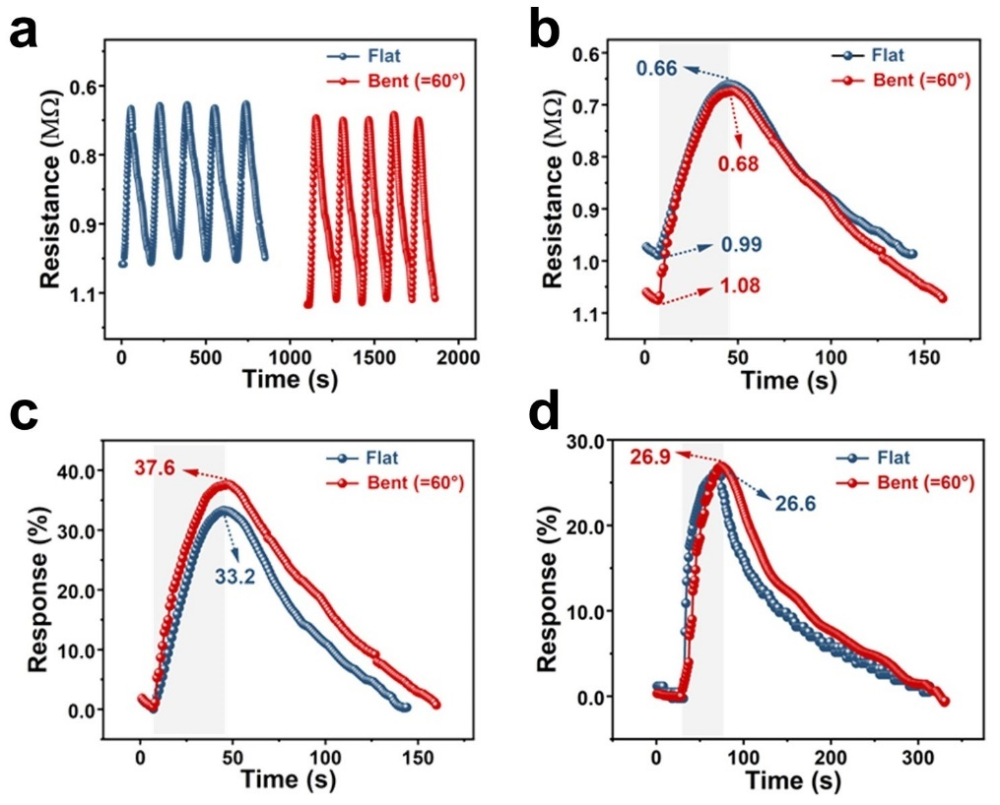 a
Flat
Bent (=60°)
Resistance (MΩ)
0.6
0.8
0.9
1.1
0
500
1000
1500
2000
Time (s)
b
Flat
Bent (=60°)
0.66
0.68
0.99
1.08
Resistance (MΩ)
0.6
0.7
0.8
0.9
1.0
1.1
0
50
100
150
Time (s)
c
Flat
Bent (=60°)
37.6
33.2
Response (%)
40.0
30.0
20.0
10.0
0.0
0
50
100
150
Time (s)
d
Flat
Bent (=60°)
26.9
26.6
Response (%)
30.0
20.0
10.0
0.0
0
100
200
300
Time (s)